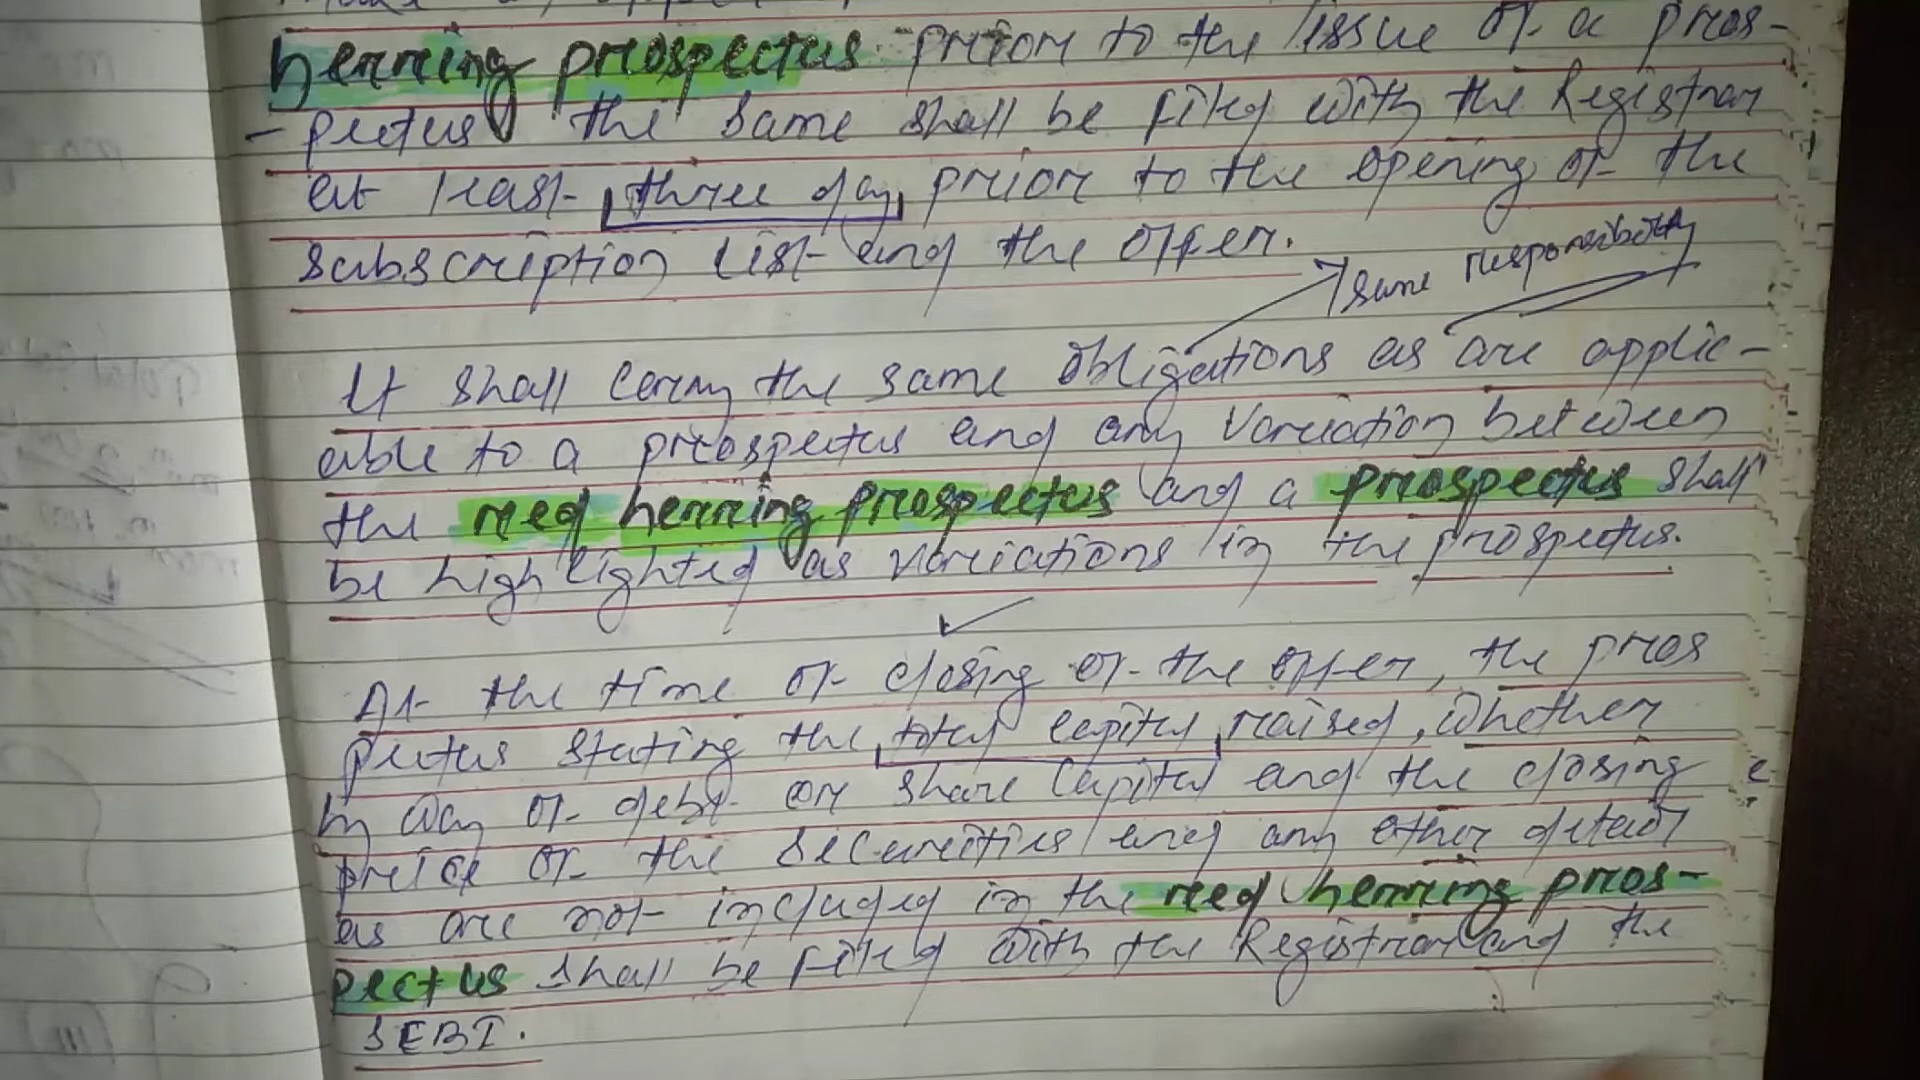 herring prospectus prior to the issue of a pros-
-pectus the same shall be filed with the Registrar
at least three day prior to the opening of the
subscription list and the offer.
same responsibility
It shall carry the same obligations as are applic-
able to a prospectus and any variation between
the red herring prospectus and a prospectus shall
be highlighted as variations in the prospectus.
At the time of closing of the offer, the pros
pectus stating the total capital raised, whether
by way of debt or share capital and the closing
price of the securities and any other details
as are not included in the red herring pros-
pectus shall be filed with the Registrar and the
SEBI.